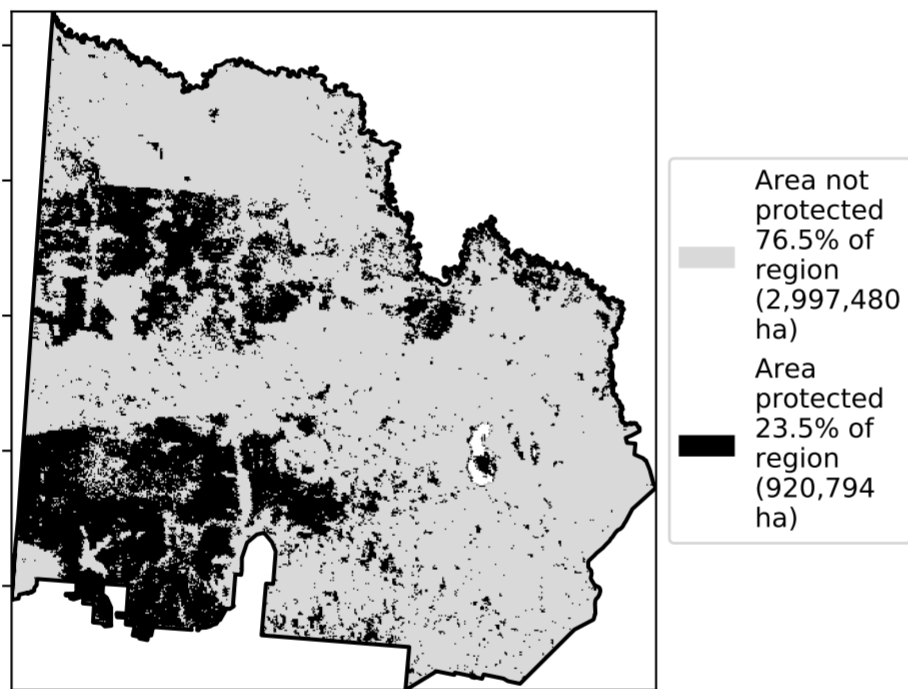 Area not
protected
76.5% of
region
(2,997,480
ha)
Area
protected
23.5% of
region
(920,794
ha)